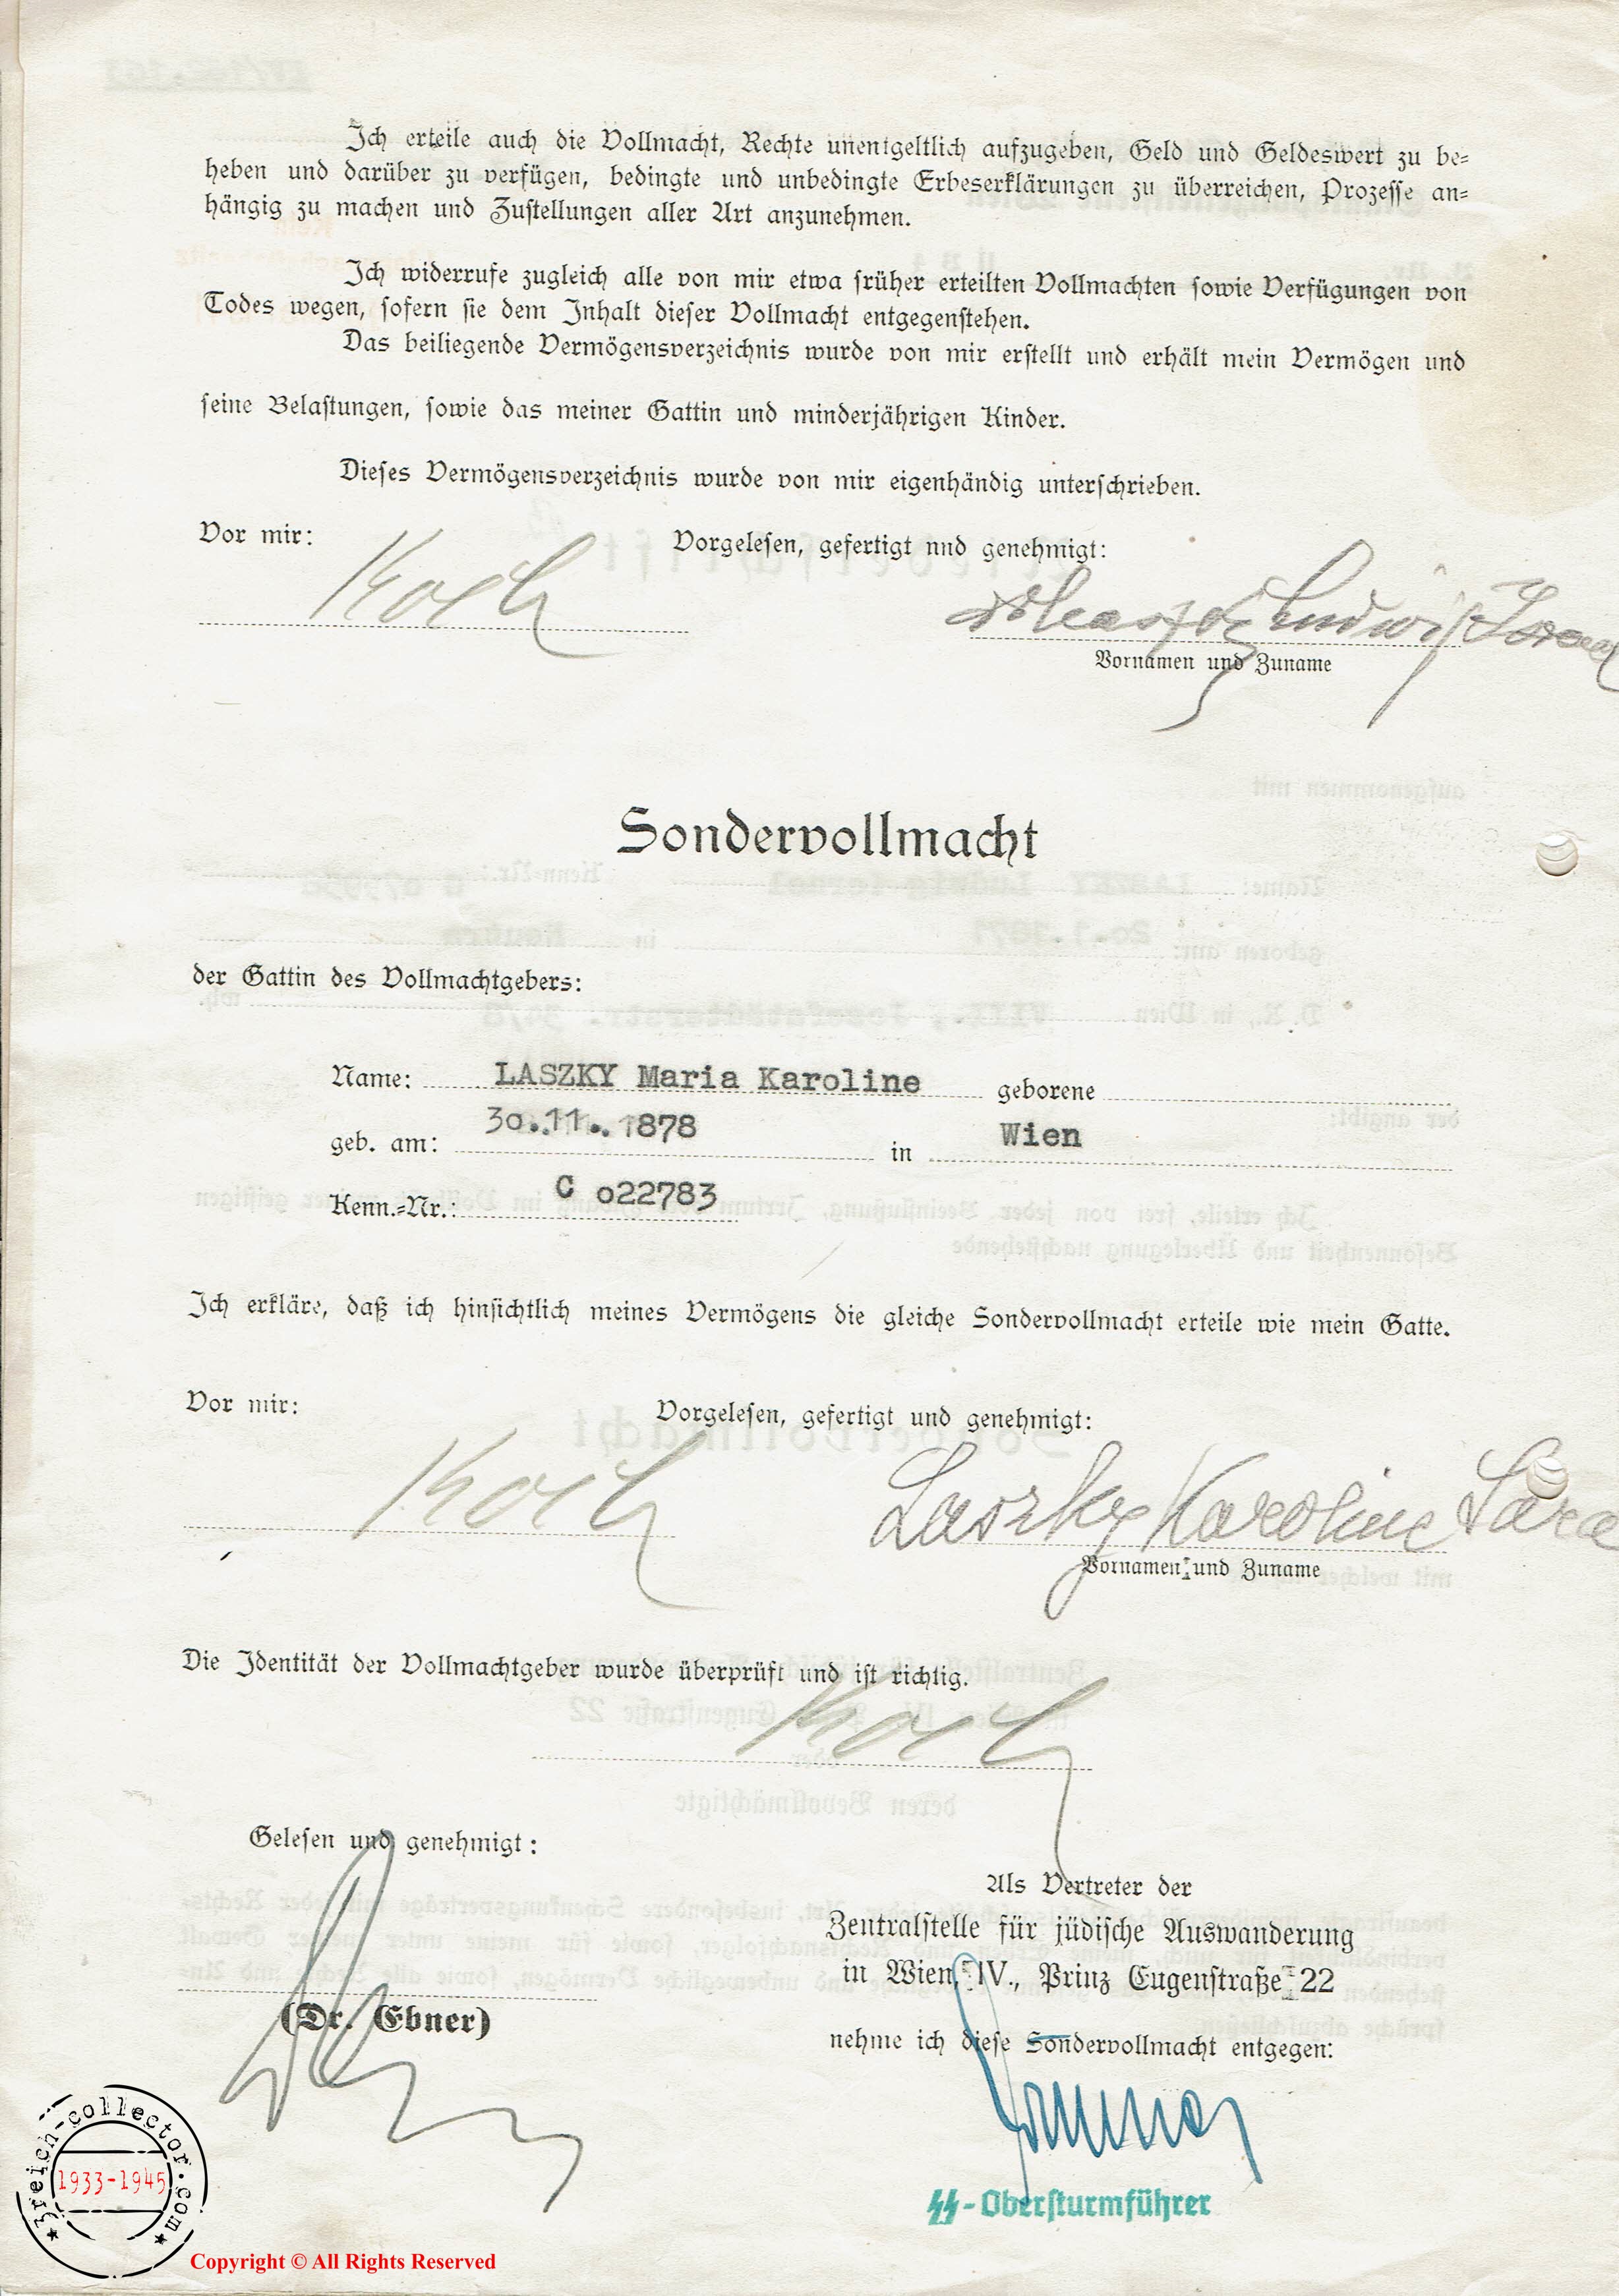 Ich erteile auch die Vollmacht, Rechte unentgeltlich aufzugeben, Geld und Geldeswert zu be-
heben und darüber zu verfügen, bedingte und unbedingte Erbeserklärungen zu überreichen, Prozesse an-
hängig zu machen und Zustellungen aller Art anzunehmen.
Ich widerrufe zugleich alle von mir etwa früher erteilten Vollmachten sowie Verfügungen von
Todes wegen, sofern sie dem Inhalt dieser Vollmacht entgegenstehen.
Das beiliegende Vermögensverzeichnis wurde von mir erstellt und erhält mein Vermögen und
seine Belastungen, sowie das meiner Gattin und minderjährigen Kinder.
Dieses Vermögensverzeichnis wurde von mir eigenhändig unterschrieben.
Vor mir: Vorgelesen, gefertigt nnd genehmigt:
Koch Ludwig
Vornamen und Zuname
Sondervollmacht
der Gattin des Vollmachtgebers:
Name: LASZKY Maria Karoline geborene
geb. am: 30.11.1878 in Wien
Kenn.-Nr.: C o22783
Ich erkläre, daß ich hinsichtlich meines Vermögens die gleiche Sondervollmacht erteile wie mein Gatte.
Vor mir: Vorgelesen, gefertigt und genehmigt:
Koch Laszky Karoline Sara
Vornamen und Zuname
Die Identität der Vollmachtgeber wurde überprüft und ist richtig.
Koch
Gelesen und genehmigt:
Als Vertreter der
Zentralstelle für jüdische Auswanderung
in Wien, IV., Prinz Eugenstraße 22
(Dr. Ebner)
nehme ich diese Sondervollmacht entgegen:
SS-Obersturmführer
3reich-collector.com
1933-1945
Copyright © All Rights Reserved